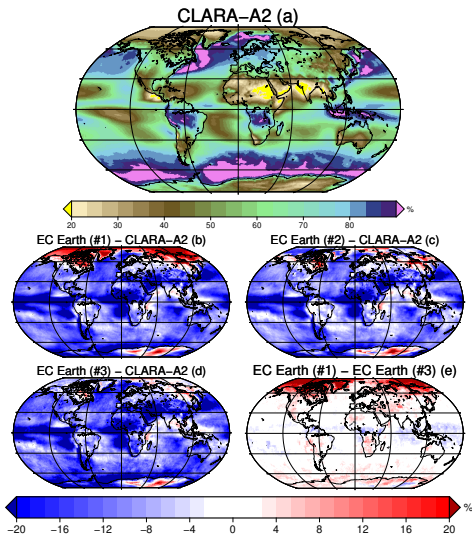 CLARA−A2 (a)
20 30 40 50 60 70 80 %
EC Earth (#1) − CLARA−A2 (b)
EC Earth (#2) − CLARA−A2 (c)
EC Earth (#3) − CLARA−A2 (d)
EC Earth (#1) − EC Earth (#3) (e)
%
−20 −16 −12 −8 −4 0 4 8 12 16 20